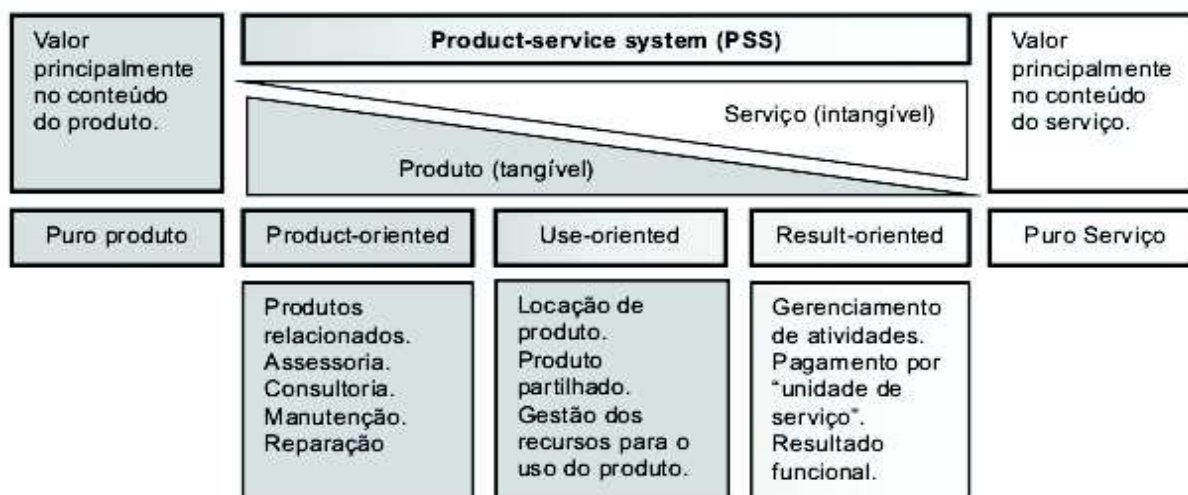 Valor
principalmente
no conteúdo
do produto.
Product-service system (PSS)
Serviço (intangível)
Produto (tangível)
Valor
principalmente
no conteúdo
do serviço.
Puro produto
Product-oriented
Use-oriented
Result-oriented
Puro Serviço
Produtos
relacionados.
Assessoria.
Consultoria.
Manutenção.
Reparação
Locação de
produto.
Produto
partilhado.
Gestão dos
recursos para o
uso do produto.
Gerenciamento
de atividades.
Pagamento por
“unidade de
serviço”.
Resultado
funcional.